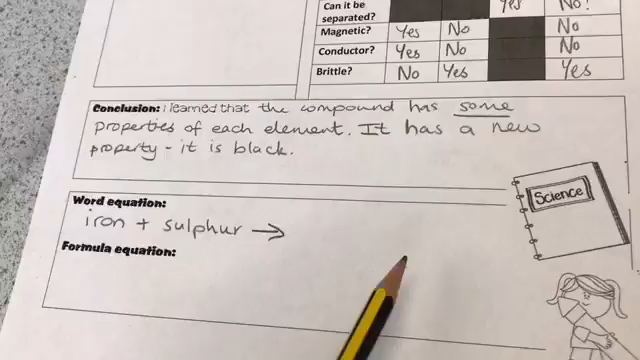 Can it be Yes No!
separated?
Magnetic? Yes No No
Conductor? Yes No No
Brittle? No Yes Yes
Conclusion: I learned that the compound has some
properties of each element. It has a new
property - it is black.
Science
Word equation:
iron + sulphur →
Formula equation: